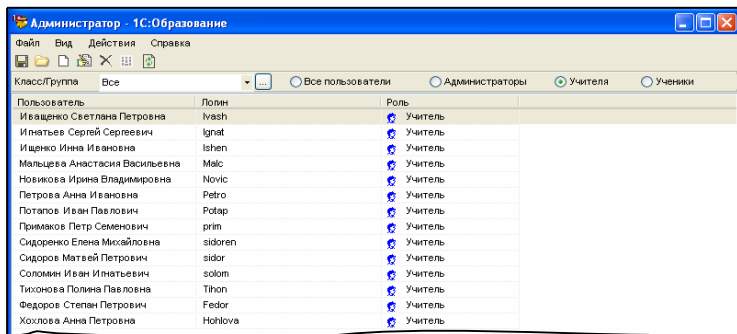 Администратор - 1С:Образование
Файл Вид Действия Справка
Класс/Группа Все ... Все пользователи Администраторы Учителя Ученики
Пользователь Логин Роль
Иващенко Светлана Петровна Ivash Учитель
Игнатьев Сергей Сергеевич Ignat Учитель
Ищенко Инна Ивановна Ishen Учитель
Мальцева Анастасия Васильевна Malc Учитель
Новикова Ирина Владимировна Novic Учитель
Петрова Анна Ивановна Petro Учитель
Потапов Иван Павлович Potap Учитель
Примаков Петр Семенович prim Учитель
Сидоренко Елена Михайловна sidoren Учитель
Сидоров Матвей Петрович sidor Учитель
Соломин Иван Игнатьевич solom Учитель
Тихонова Полина Павловна Tihon Учитель
Федоров Степан Петрович Fedor Учитель
Хохлова Анна Петровна Hohlova Учитель